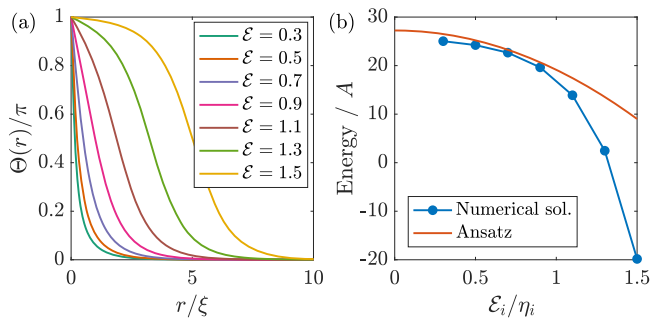 (a)
1
0.8
0.6
0.4
0.2
0
Θ(r)/π
0
5
10
r/ξ
ℰ = 0.3
ℰ = 0.5
ℰ = 0.7
ℰ = 0.9
ℰ = 1.1
ℰ = 1.3
ℰ = 1.5
(b)
30
20
10
0
-10
-20
Energy / A
0
0.5
1
1.5
ℰᵢ/ηᵢ
Numerical sol.
Ansatz